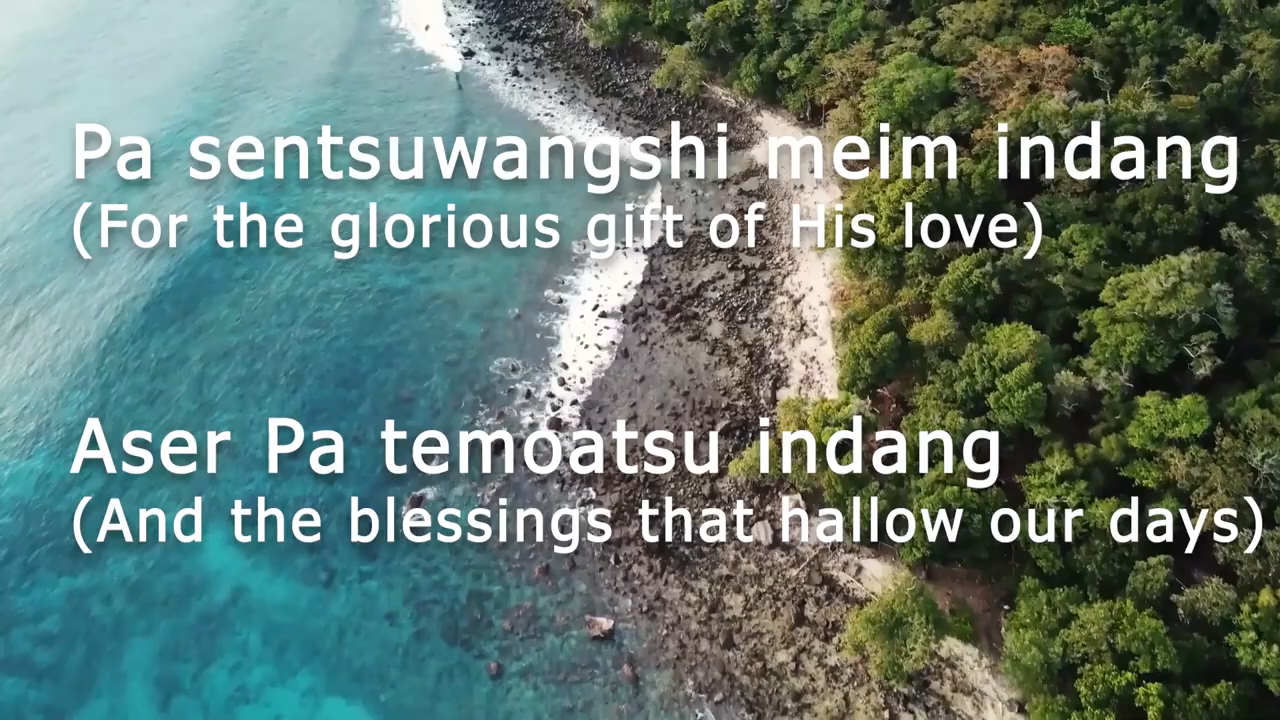 Pa sentsuwangshi meim indang
(For the glorious gift of His love)
Aser Pa temoatsu indang
(And the blessings that hallow our days)